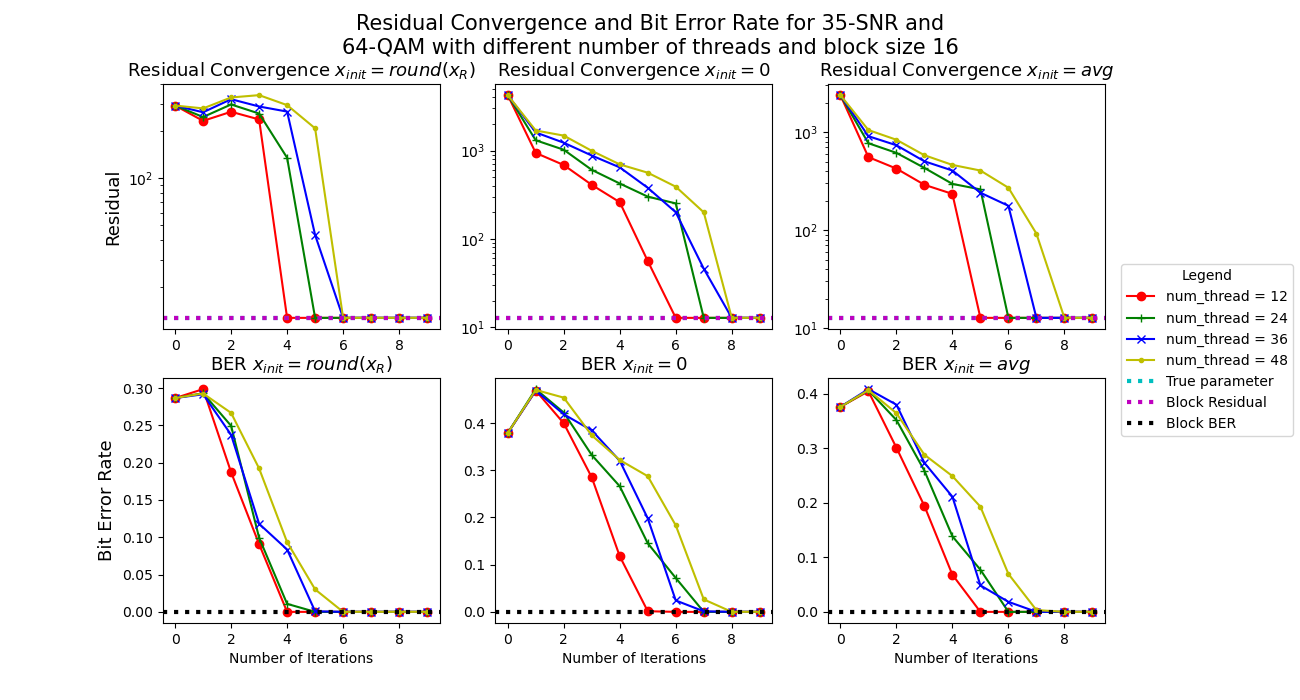 Residual Convergence and Bit Error Rate for 35-SNR and
64-QAM with different number of threads and block size 16
Residual Convergence x_init = round(x_R)
Residual Convergence x_init = 0
Residual Convergence x_init = avg
Residual
10^2
0 2 4 6 8
10^3
10^2
10^1
0 2 4 6 8
10^3
10^2
10^1
0 2 4 6 8
BER x_init = round(x_R)
BER x_init = 0
BER x_init = avg
Bit Error Rate
0.30
0.25
0.20
0.15
0.10
0.05
0.00
0 2 4 6 8
Number of Iterations
0.4
0.3
0.2
0.1
0.0
0 2 4 6 8
Number of Iterations
0.4
0.3
0.2
0.1
0.0
0 2 4 6 8
Number of Iterations
Legend
num_thread = 12
num_thread = 24
num_thread = 36
num_thread = 48
True parameter
Block Residual
Block BER